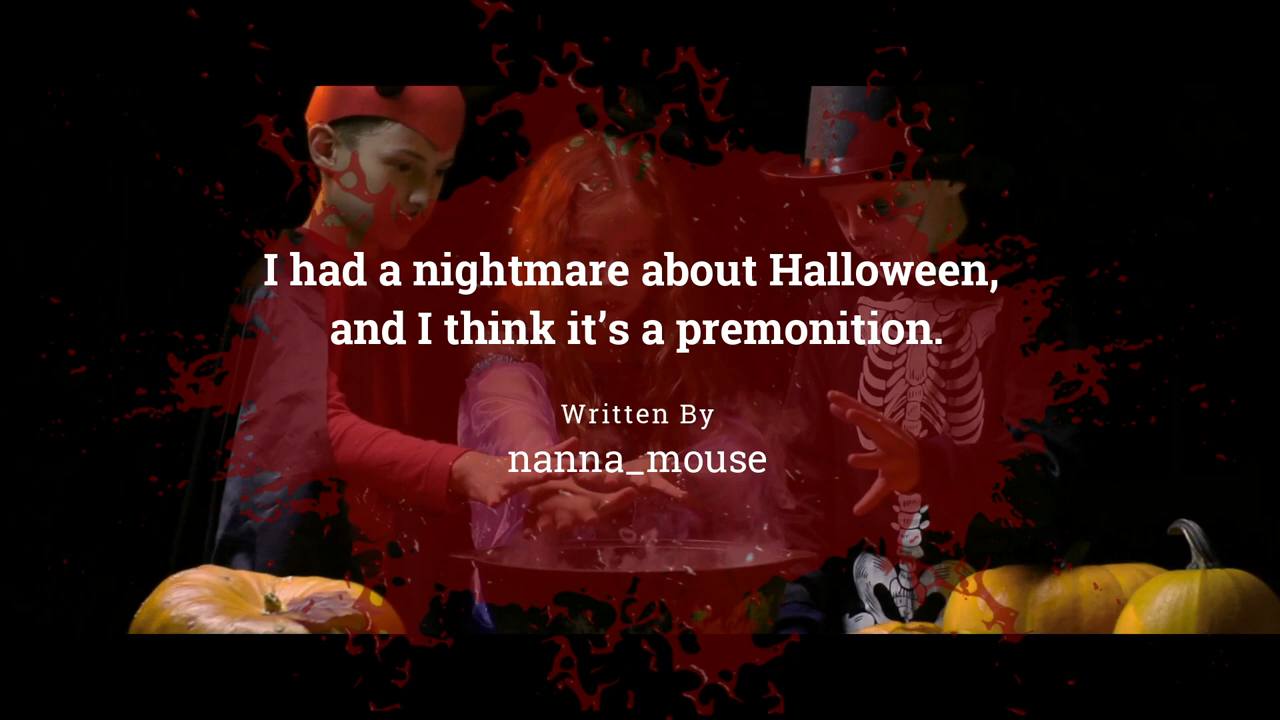 I had a nightmare about Halloween,
and I think it’s a premonition.
Written By
nanna_mouse